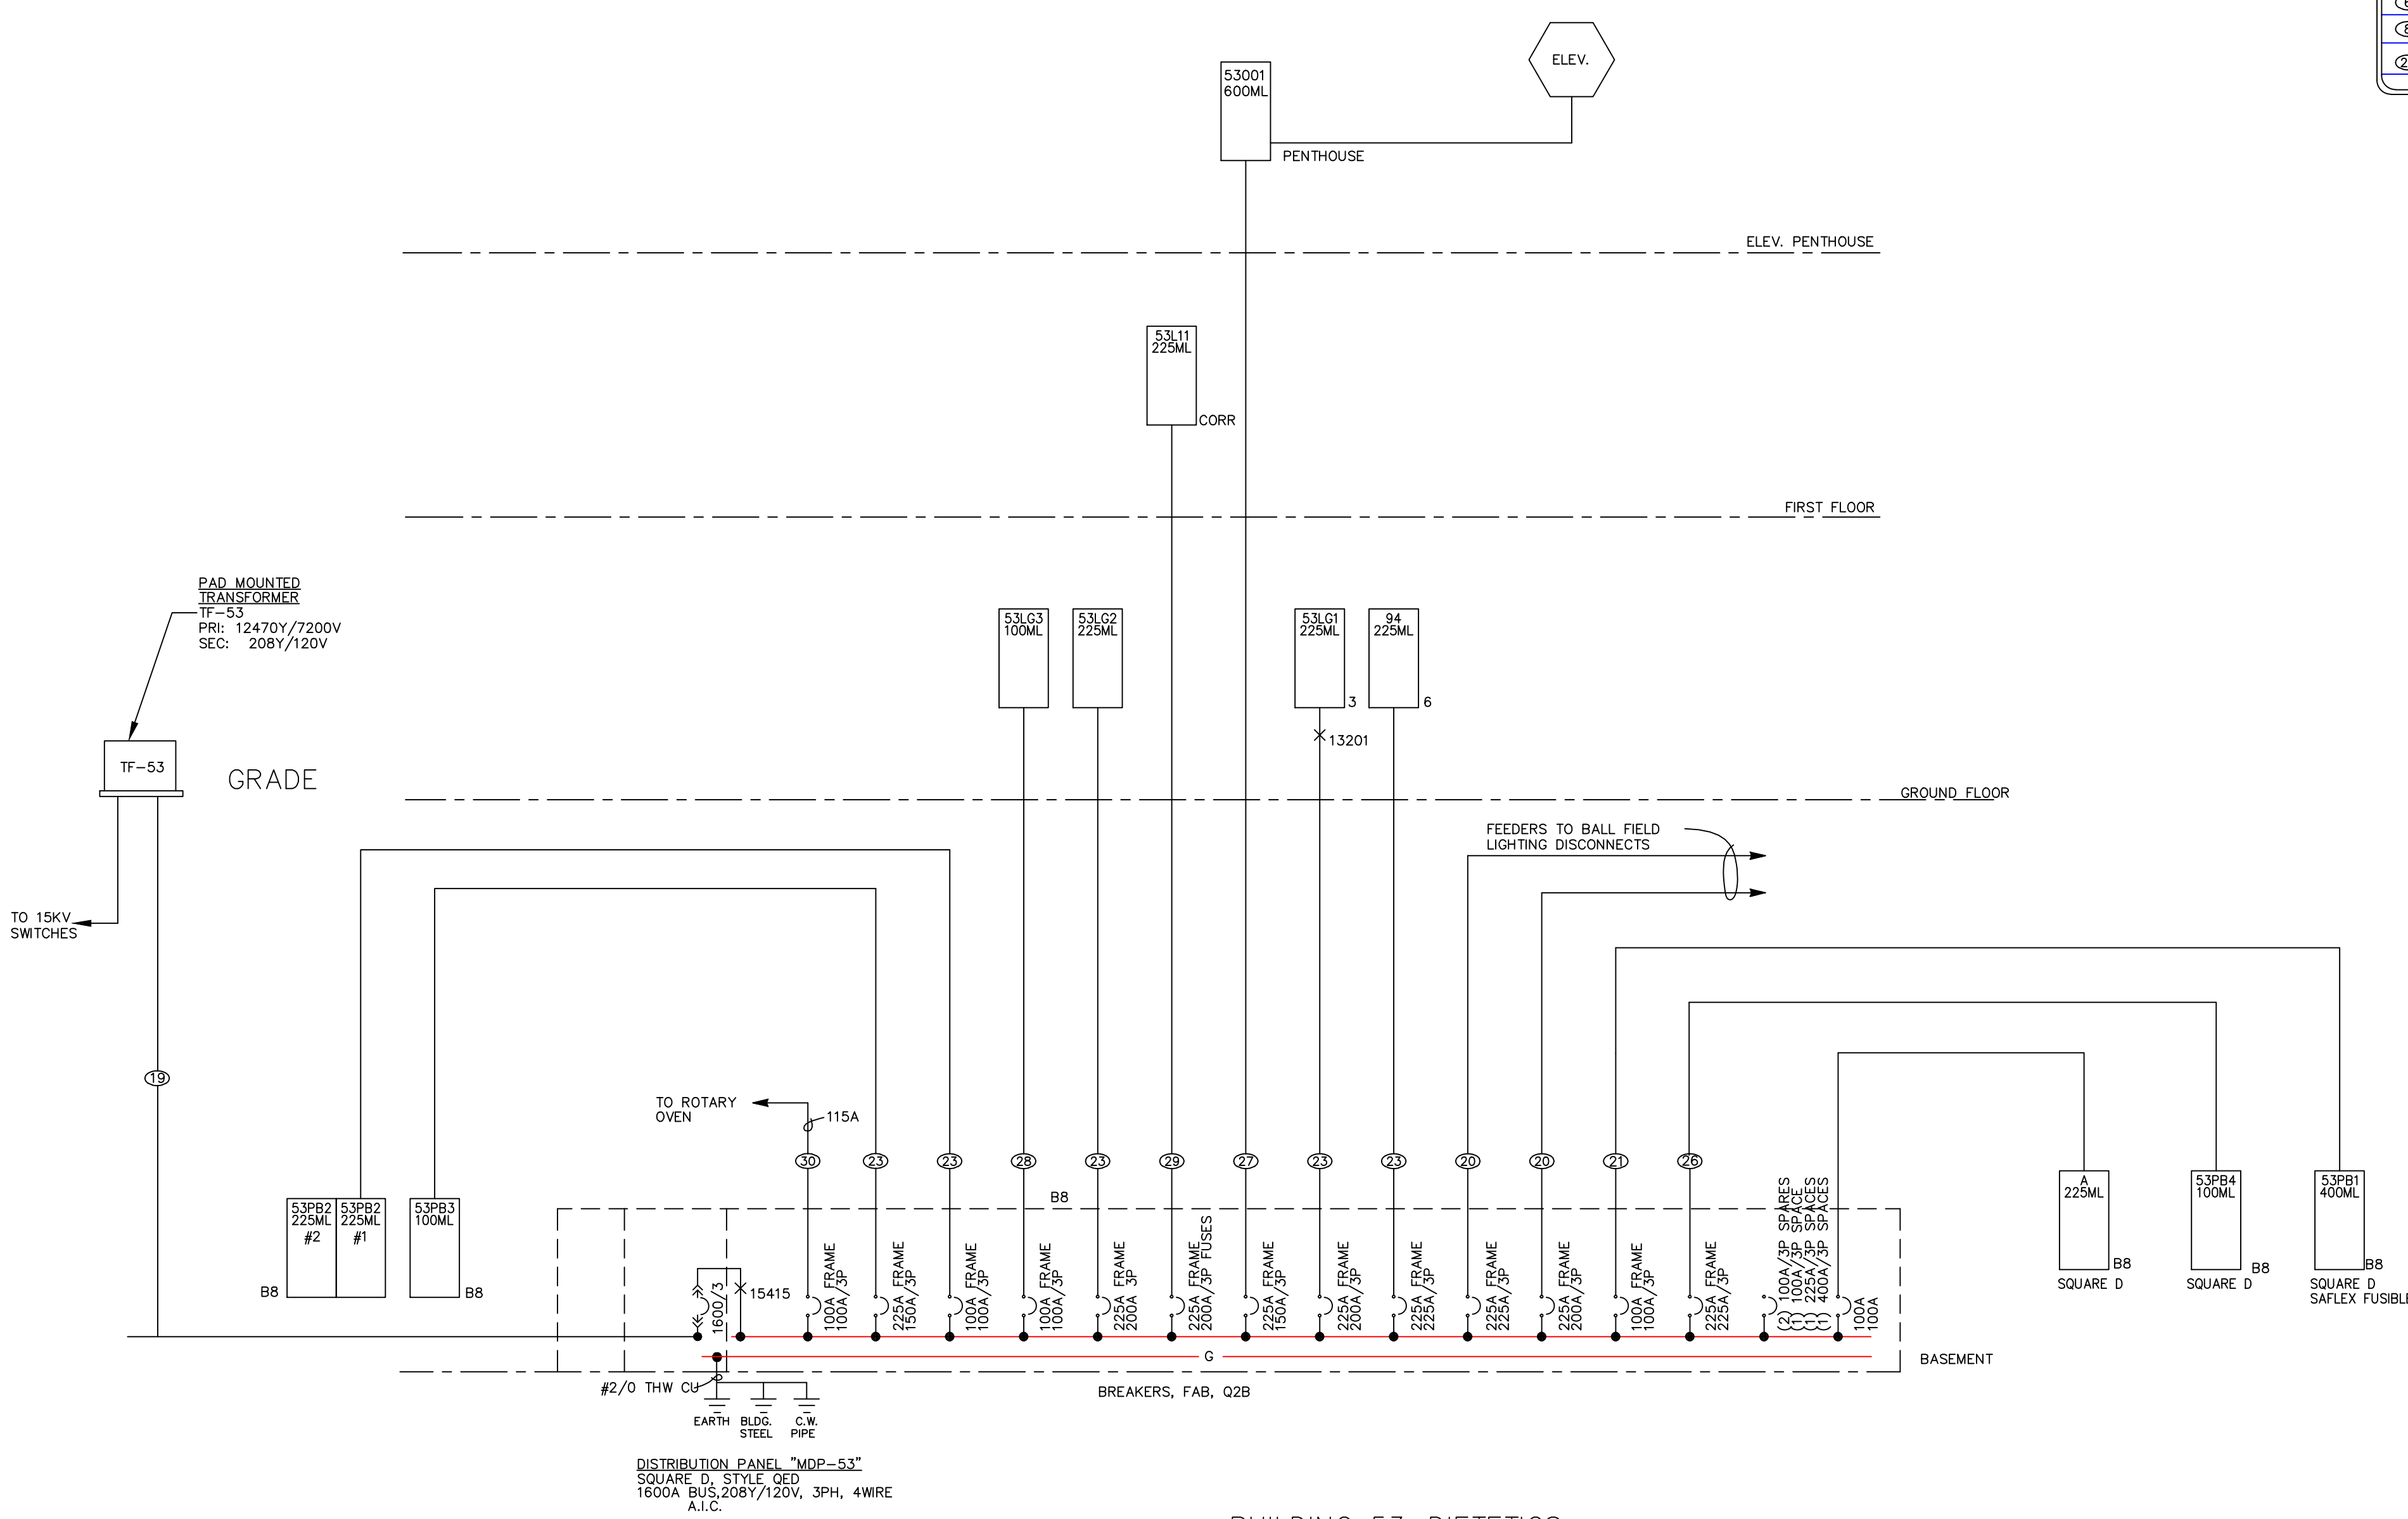 ELEV.
53001
600ML
PENTHOUSE
ELEV. PENTHOUSE
53L11
225ML
CORR
FIRST FLOOR
PAD MOUNTED
TRANSFORMER
TF-53
PRI: 12470Y/7200V
SEC: 208Y/120V
53LG3
100ML
53LG2
225ML
53LG1
225ML
3
94
225ML
6
13201
TF-53
GRADE
GROUND FLOOR
FEEDERS TO BALL FIELD
LIGHTING DISCONNECTS
TO 15KV
SWITCHES
19
TO ROTARY
OVEN
115A
30
23
23
28
23
29
27
23
23
20
20
21
26
B8
53PB2
225ML
#2
53PB2
225ML
#1
B8
53PB3
100ML
B8
1600/3
15415
100A FRAME
100A/3P
225A FRAME
150A/3P
100A FRAME
100A/3P
100A FRAME
100A/3P
225A FRAME
200A 3P
225A FRAME
200A/3P FUSES
225A FRAME
150A/3P
225A FRAME
200A/3P
225A FRAME
225A/3P
225A FRAME
225A/3P
225A FRAME
200A/3P
100A FRAME
100A/3P
225A FRAME
225A/3P
(2) 100A/3P SPARES
(1) 100A/3P SPACE
(1) 225A/3P SPACES
(1) 400A/3P SPACES
100A
100A
A
225ML
B8
SQUARE D
53PB4
100ML
B8
SQUARE D
53PB1
400ML
B8
SQUARE D
SAFLEX FUSIBLE
G
BASEMENT
#2/0 THW CU
BREAKERS, FAB, Q2B
EARTH
BLDG.
STEEL
C.W.
PIPE
DISTRIBUTION PANEL "MDP-53"
SQUARE D, STYLE QED
1600A BUS,208Y/120V, 3PH, 4WIRE
A.I.C.